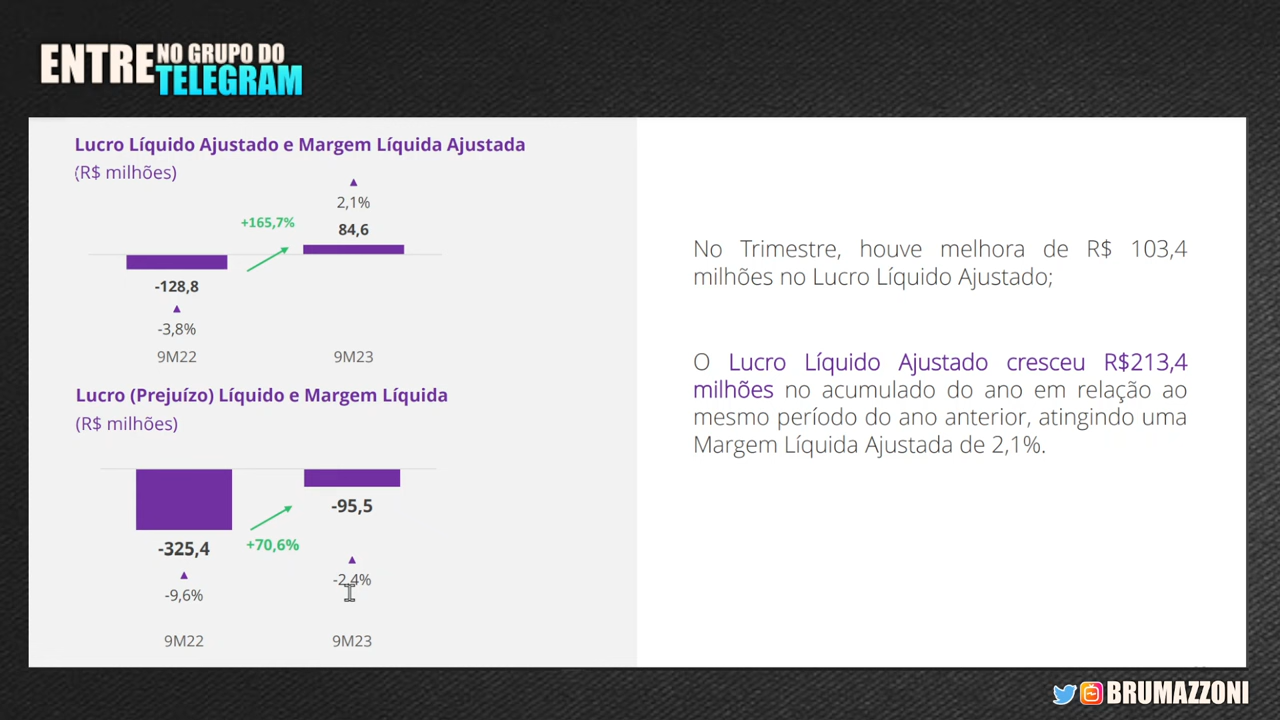 ENTRE NO GRUPO DO TELEGRAM
Lucro Líquido Ajustado e Margem Líquida Ajustada
(R$ milhões)
2,1%
+165,7%
84,6
-128,8
-3,8%
9M22
9M23
Lucro (Prejuízo) Líquido e Margem Líquida
(R$ milhões)
-95,5
-325,4
+70,6%
-2,4%
-9,6%
9M22
9M23
No Trimestre, houve melhora de R$ 103,4
milhões no Lucro Líquido Ajustado;
O Lucro Líquido Ajustado cresceu R$213,4
milhões no acumulado do ano em relação ao
mesmo período do ano anterior, atingindo uma
Margem Líquida Ajustada de 2,1%.
BRUMAZZONI